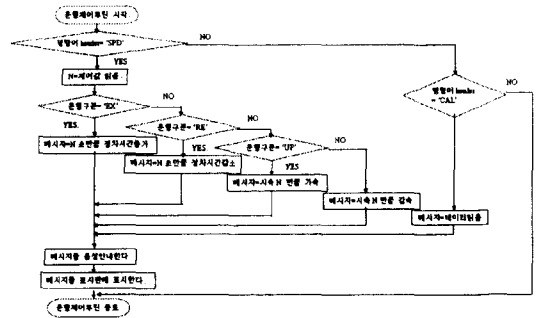 운행제어루틴 시작
명령어 header= 'SPD'
NO
YES
N=제어값 읽음
명령어 header
= 'CAL'
NO
운행구분= 'EX'
NO
YES
운행구분= 'RE'
NO
메시지=N 초만큼 정차시간증가
YES
운행구분= 'UP'
NO
메시지=N 초만큼 정차시간감소
YES
메시지=시속 N 만큼 가속
메시지=시속 N 만큼 감속
메시지=데이터읽음
메시지를 음성안내한다
메시지를 표시판에 표시한다
운행제어루틴 종료